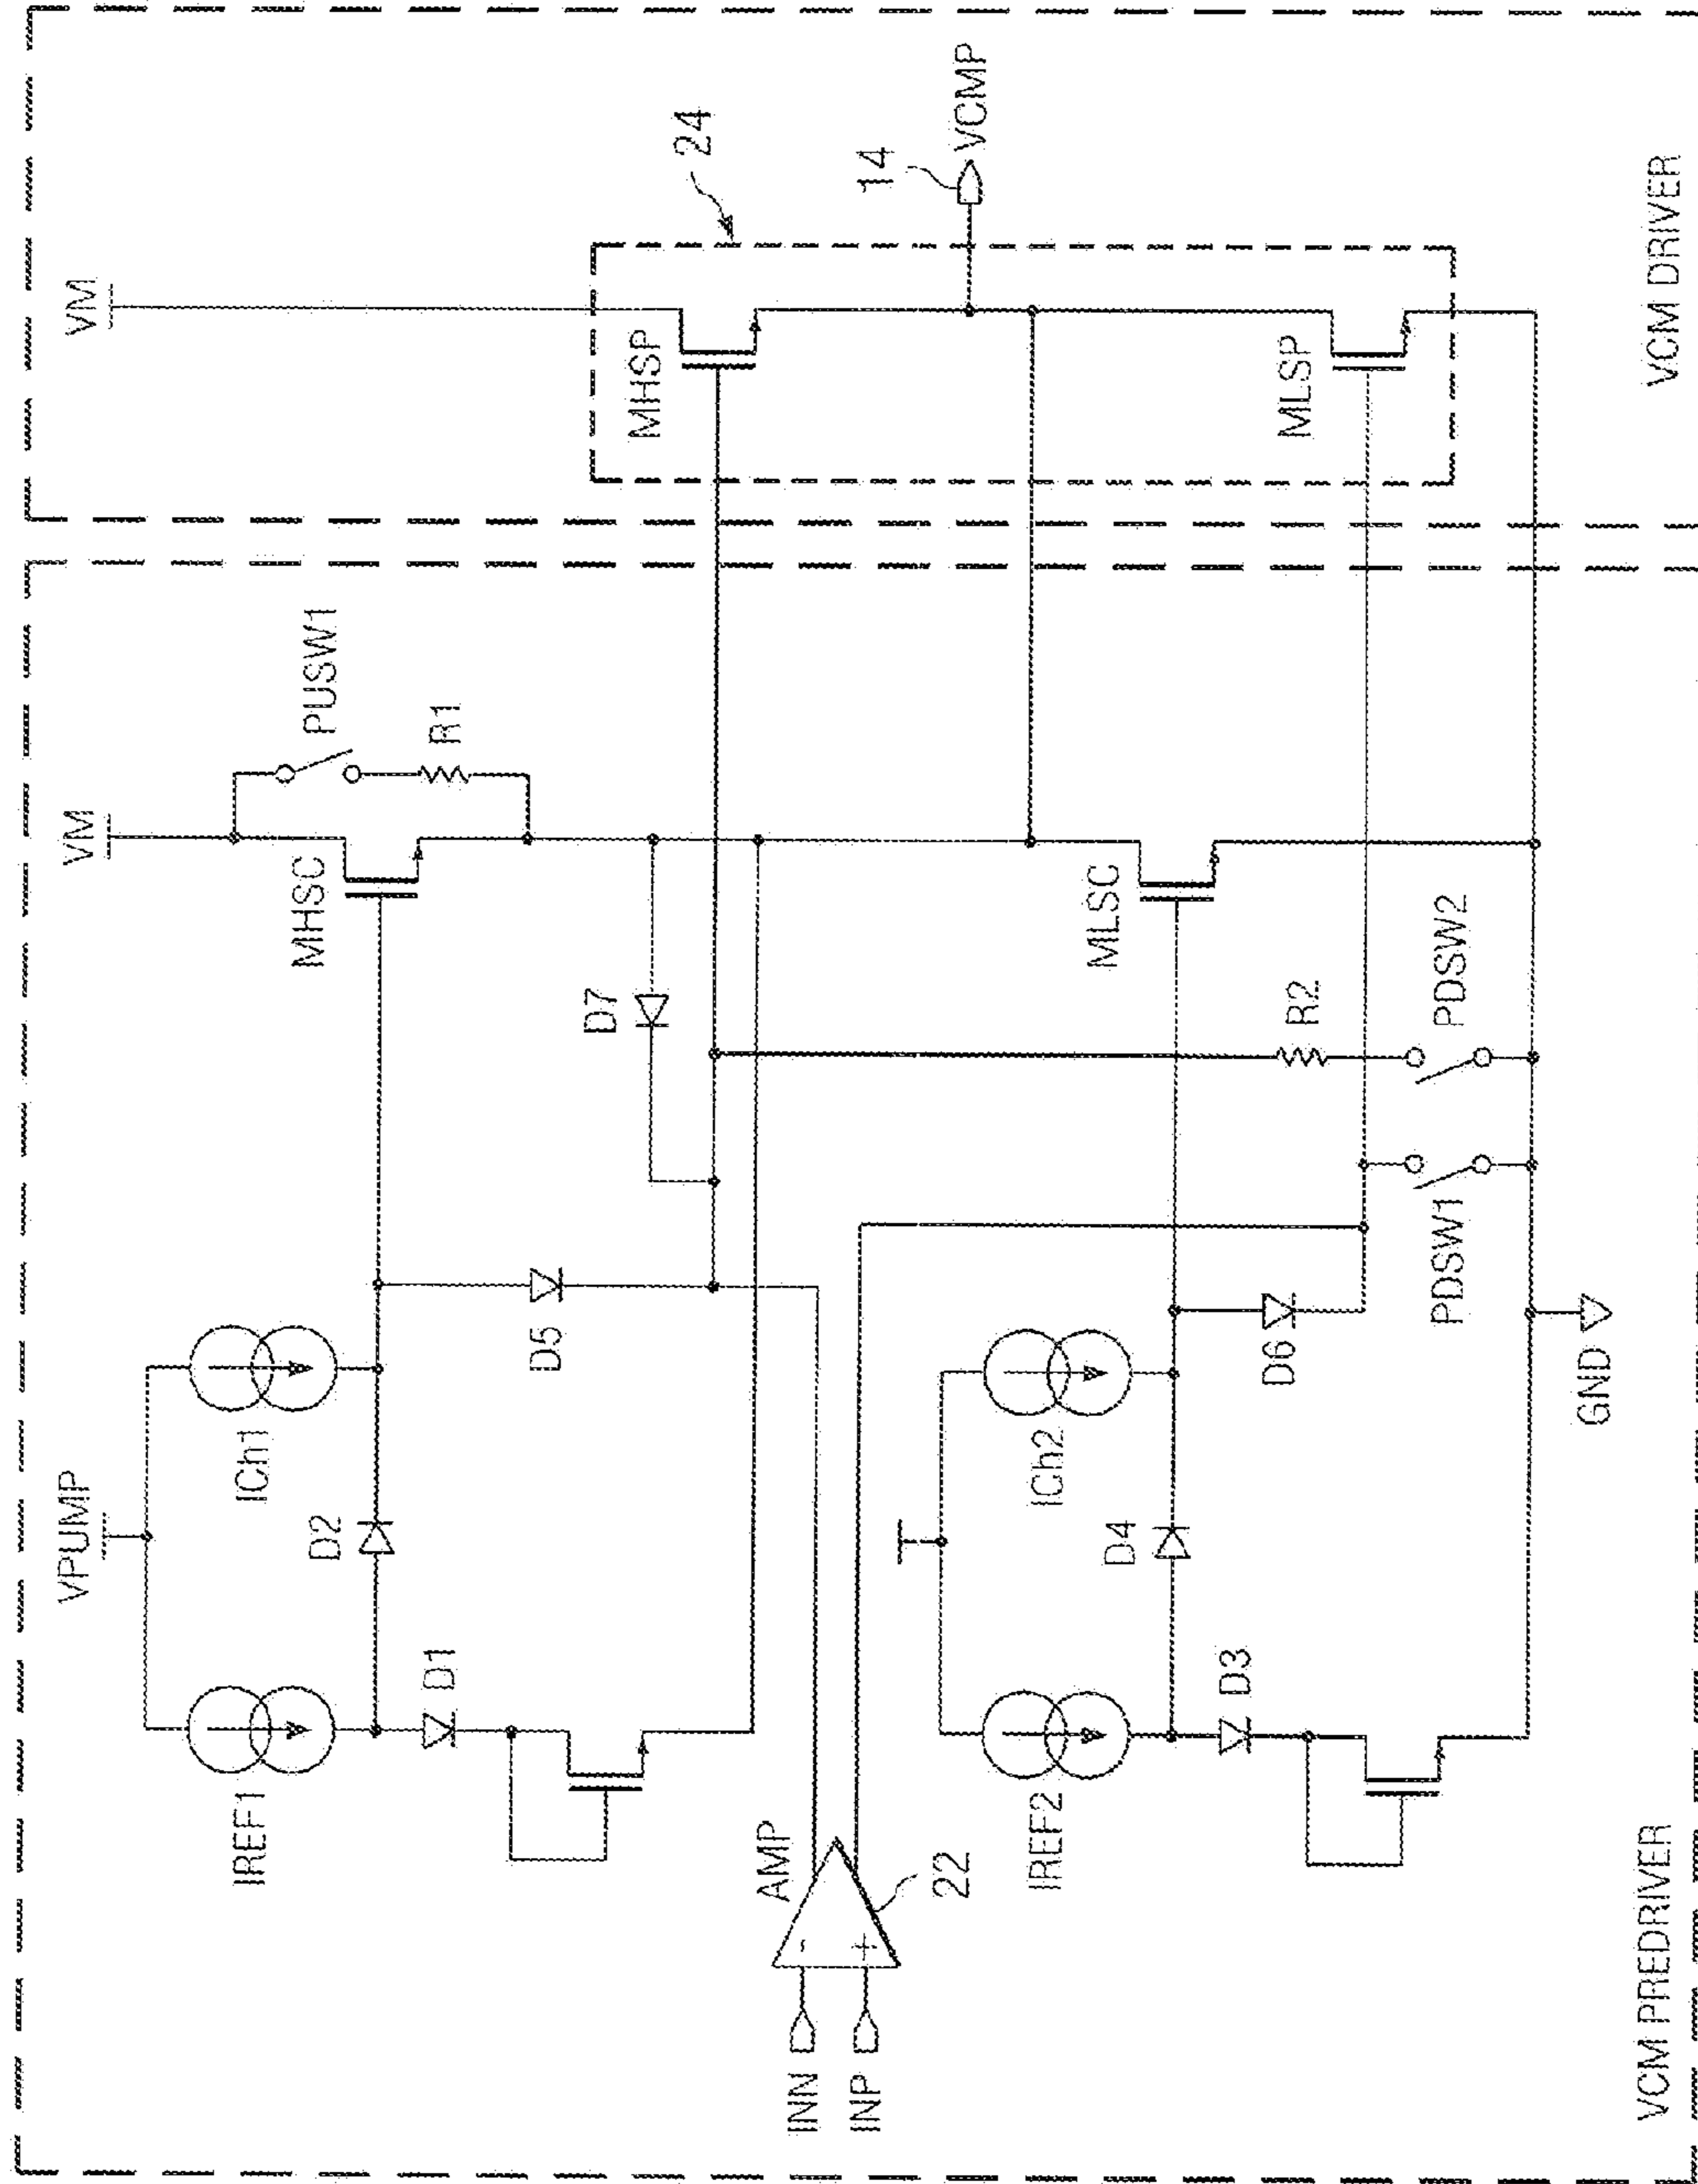 VPUMP
VM
VM
IREF1
ICh1
PUSW1
MHSC
R1
D2
D1
D5
D7
MHSP
24
14
VCMP
AMP
INN
INP
22
IREF2
ICh2
D4
D3
D6
MLSC
R2
PDSW1
PDSW2
MLSP
GND
VCM PREDRIVER
VCM DRIVER